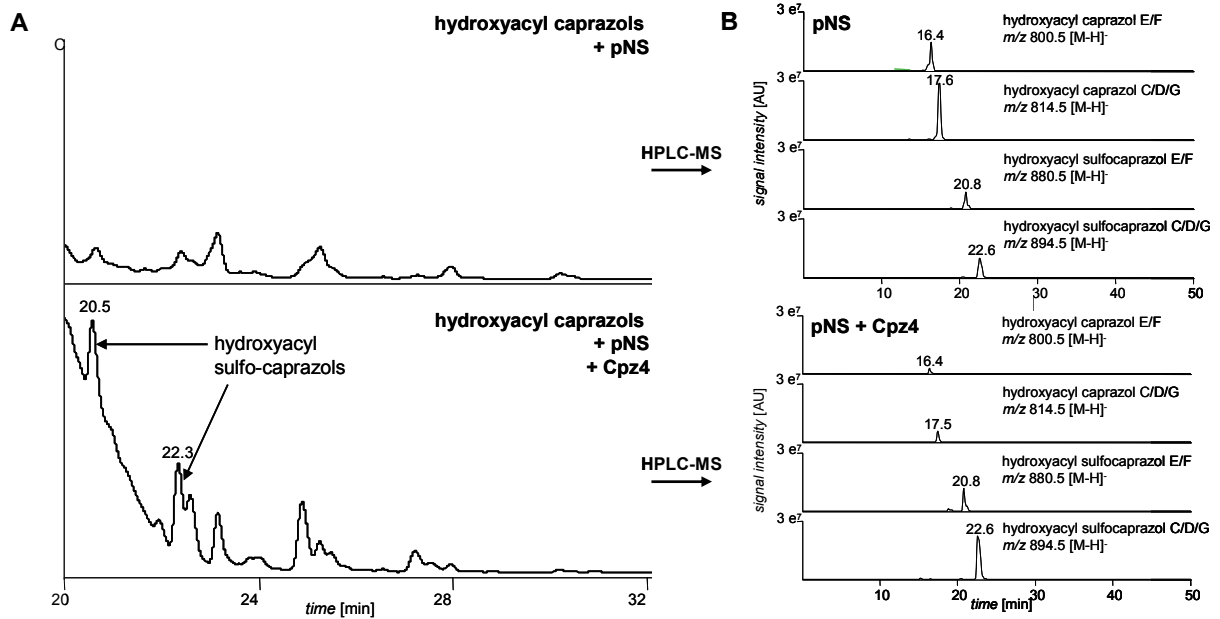 A
C
hydroxyacyl caprazols
+ pNS
20.5
22.3
hydroxyacyl
sulfo-caprazols
hydroxyacyl caprazols
+ pNS
+ Cpz4
20
24
28
32
time [min]
HPLC-MS
HPLC-MS
B
pNS
signal intensity [AU]
3 e7
16.4
hydroxyacyl caprazol E/F
m/z 800.5 [M-H]-
3 e7
17.6
hydroxyacyl caprazol C/D/G
m/z 814.5 [M-H]-
3 e7
20.8
hydroxyacyl sulfocaprazol E/F
m/z 880.5 [M-H]-
3 e7
22.6
hydroxyacyl sulfocaprazol C/D/G
m/z 894.5 [M-H]-
10
20
30
40
50
pNS + Cpz4
signal intensity [AU]
3 e7
16.4
hydroxyacyl caprazol E/F
m/z 800.5 [M-H]-
3 e7
17.5
hydroxyacyl caprazol C/D/G
m/z 814.5 [M-H]-
3 e7
20.8
hydroxyacyl sulfocaprazol E/F
m/z 880.5 [M-H]-
3 e7
22.6
hydroxyacyl sulfocaprazol C/D/G
m/z 894.5 [M-H]-
10
20
30
40
50
time [min]